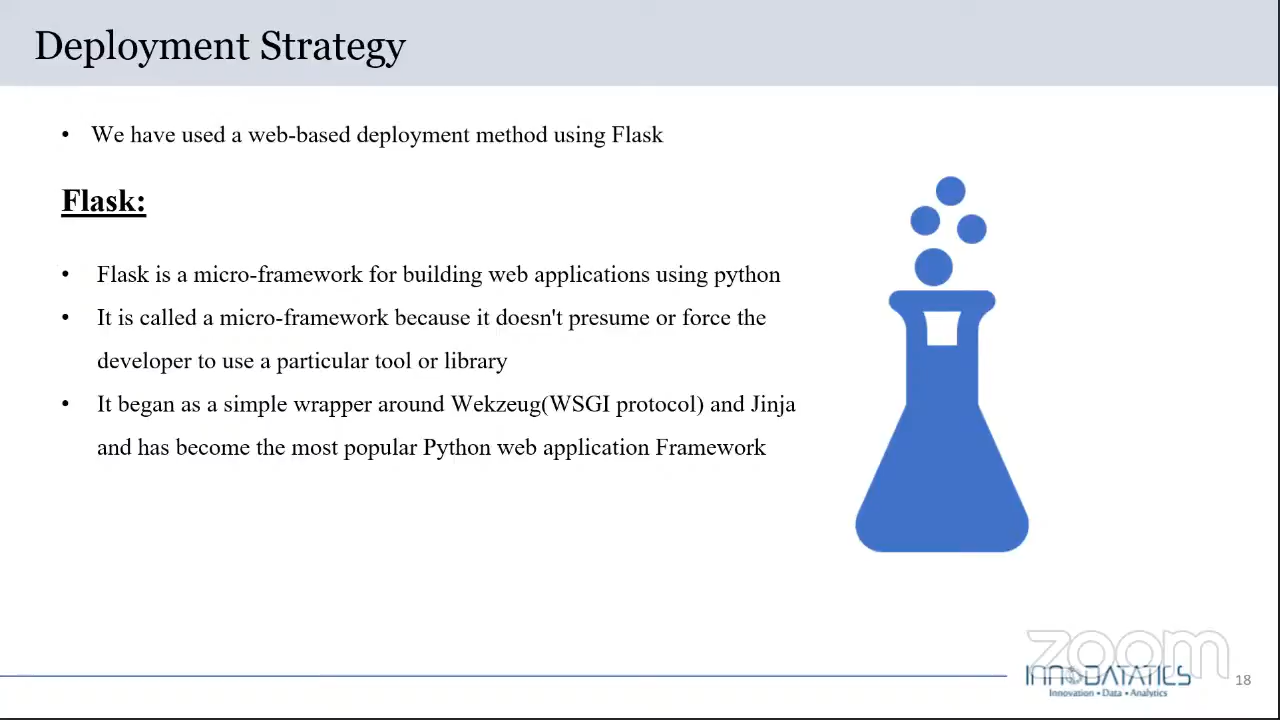 Deployment Strategy
• We have used a web-based deployment method using Flask
Flask:
• Flask is a micro-framework for building web applications using python
• It is called a micro-framework because it doesn't presume or force the
developer to use a particular tool or library
• It began as a simple wrapper around Wekzeug(WSGI protocol) and Jinja
and has become the most popular Python web application Framework
zoom
INNODATATICS
Innovation • Data • Analytics
18